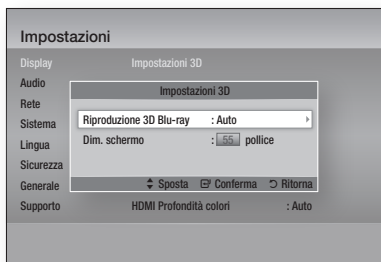 Impostazioni
Display Impostazioni 3D
Audio
Impostazioni 3D
Rete
Sistema
Riproduzione 3D Blu-ray : Auto
Lingua
Dim. schermo : 55 pollice
Sicurezza
Generale
Sposta Conferma Ritorna
Supporto HDMI Profondità colori : Auto